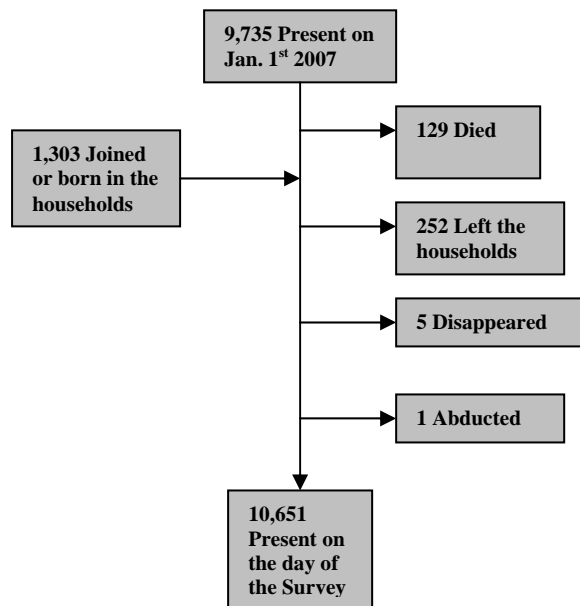 9,735 Present on
Jan. 1st 2007
129 Died
1,303 Joined
or born in the
households
252 Left the
households
5 Disappeared
1 Abducted
10,651
Present on
the day of
the Survey